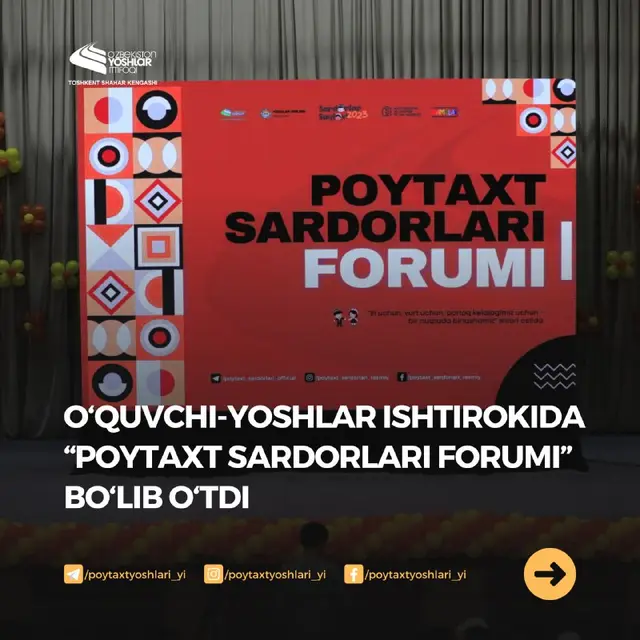 O‘ZBEKISTON
YOSHLAR
ITTIFOQI
TOSHKENT SHAHAR KENGASHI
2023
POYTAXT
SARDORLARI
FORUMI
O‘QUVCHI-YOSHLAR ISHTIROKIDA
“POYTAXT SARDORLARI FORUMI”
BO‘LIB O‘TDI
/poytaxtyoshlari_yi /poytaxtyoshlari_yi /poytaxtyoshlari_yi